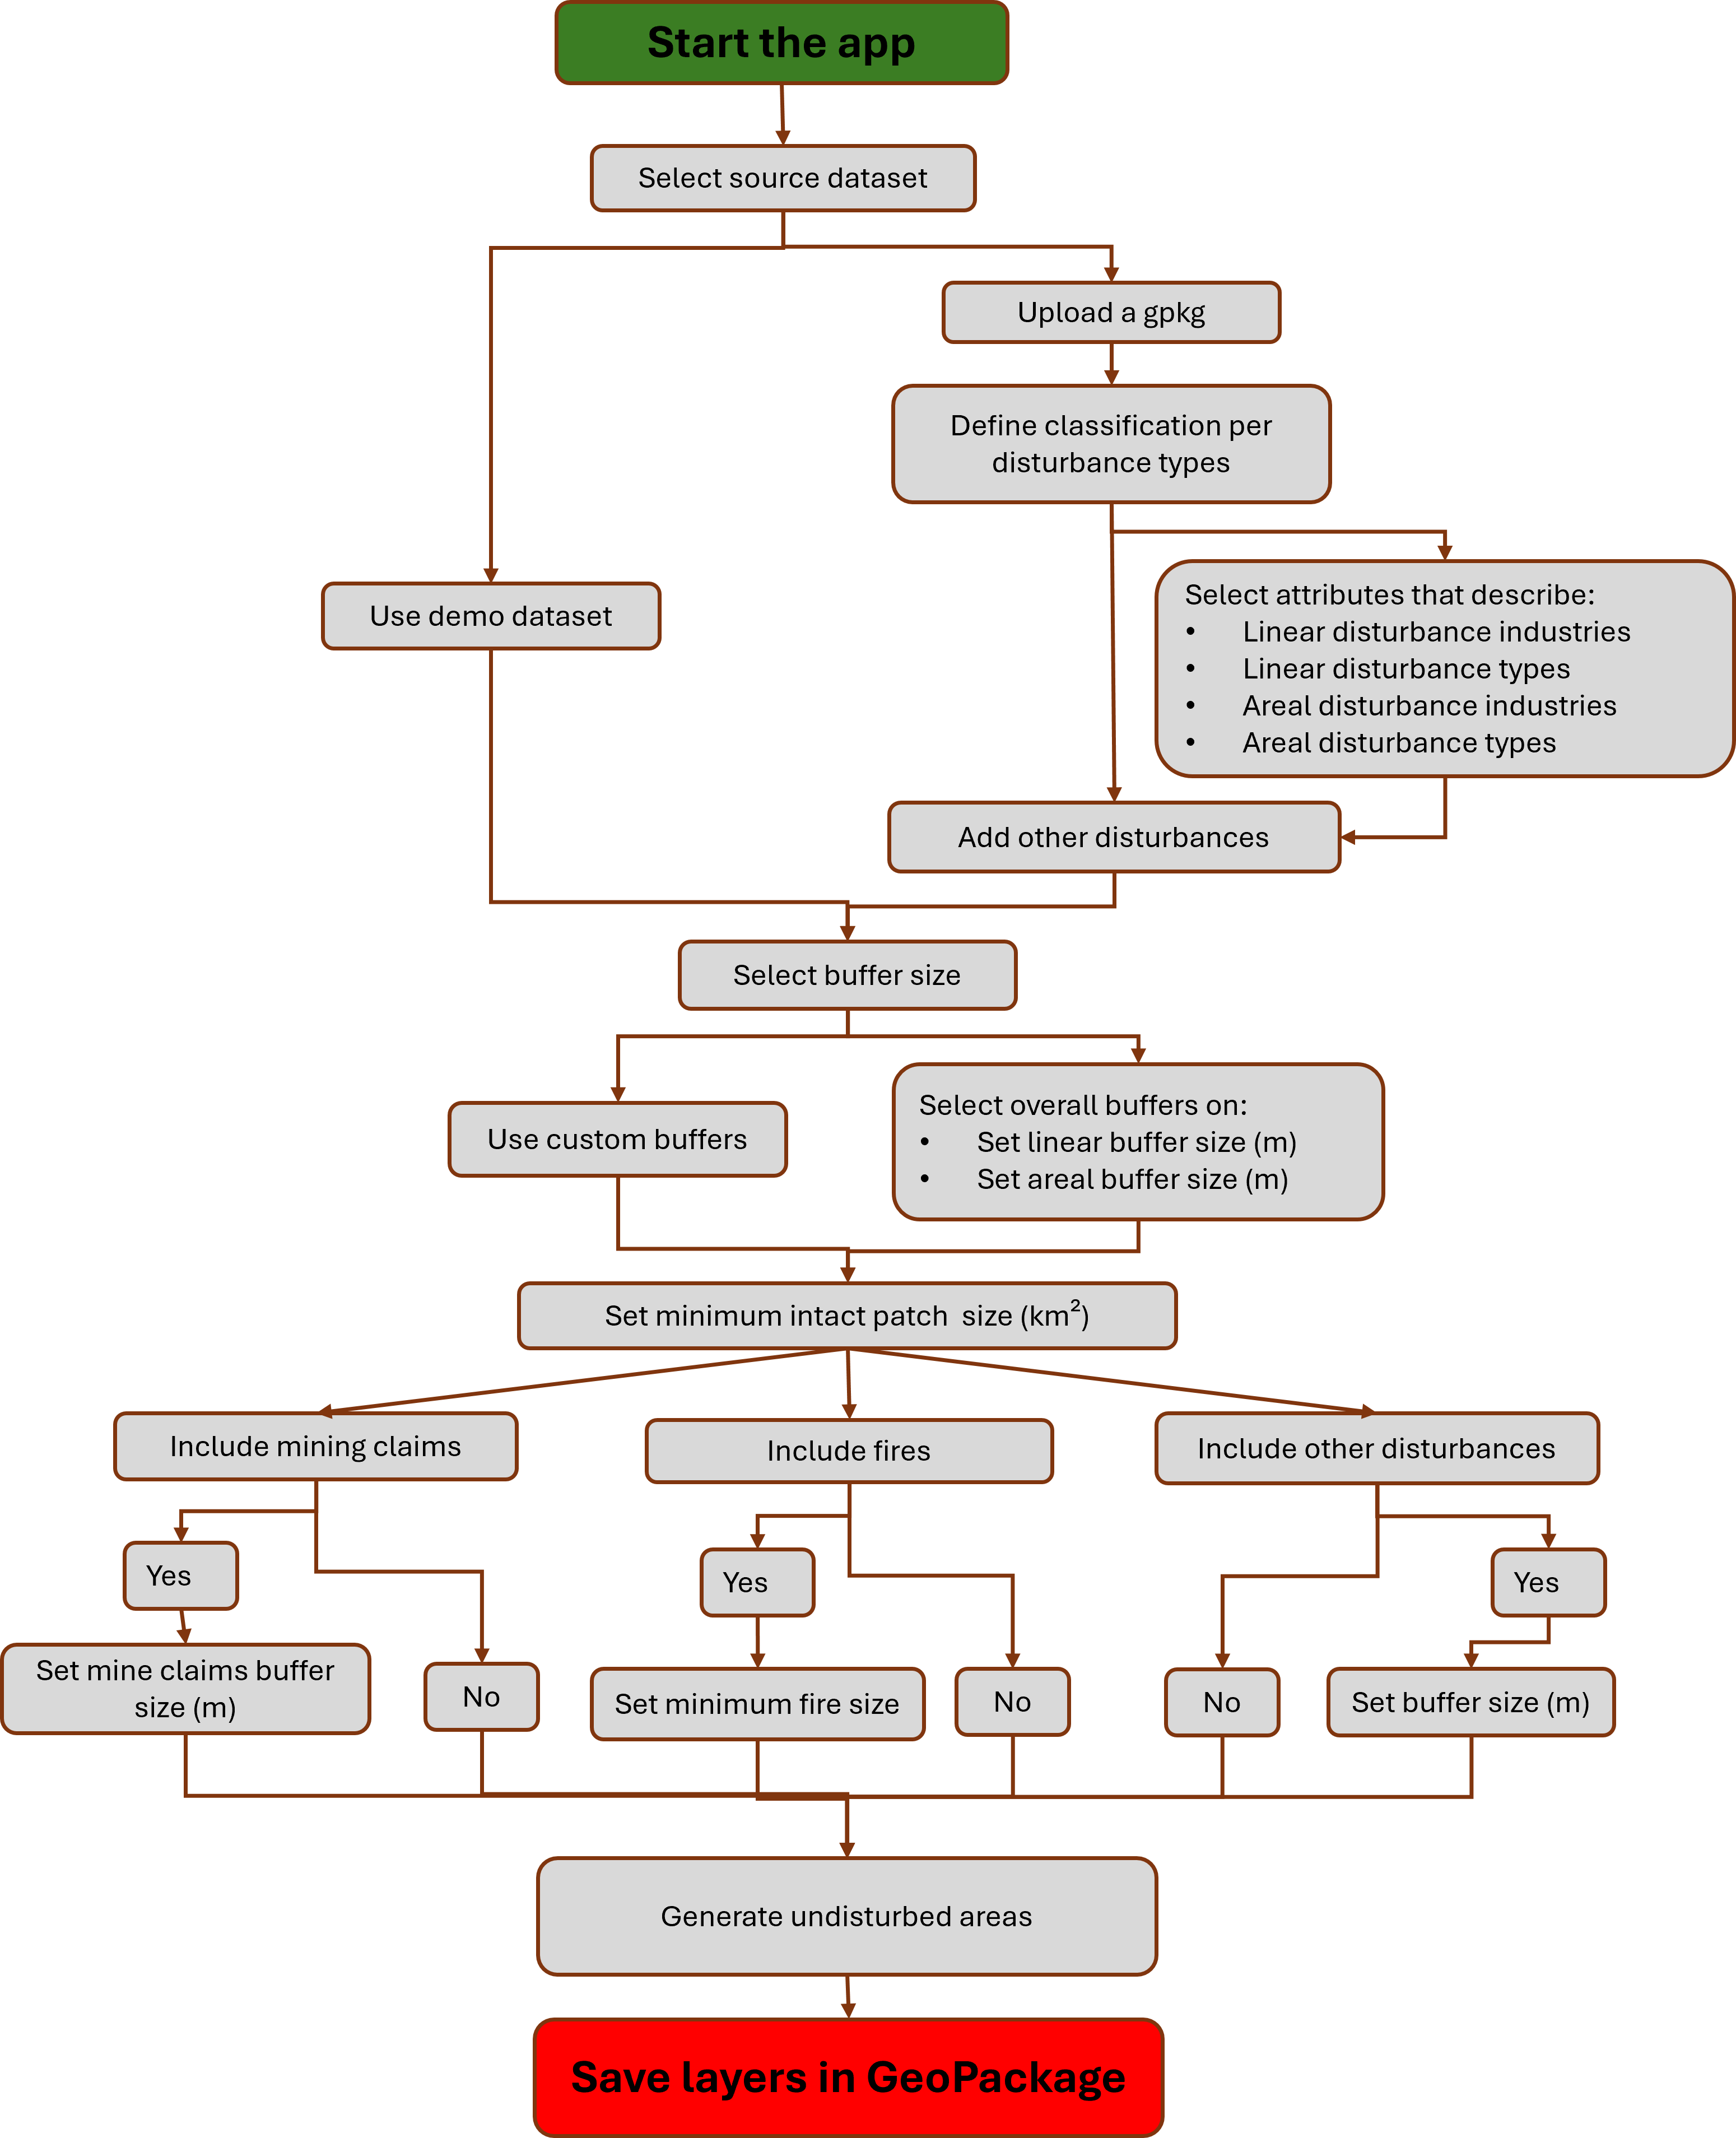 Start the app
Select source dataset
Upload a gpkg
Define classification per
disturbance types
Use demo dataset
Select attributes that describe:
• Linear disturbance industries
• Linear disturbance types
• Areal disturbance industries
• Areal disturbance types
Add other disturbances
Select buffer size
Use custom buffers
Select overall buffers on:
• Set linear buffer size (m)
• Set areal buffer size (m)
Set minimum intact patch  size (km²)
Include mining claims
Include fires
Include other disturbances
Yes
Yes
Yes
Set mine claims buffer
size (m)
No
Set minimum fire size
No
No
Set buffer size (m)
Generate undisturbed areas
Save layers in GeoPackage